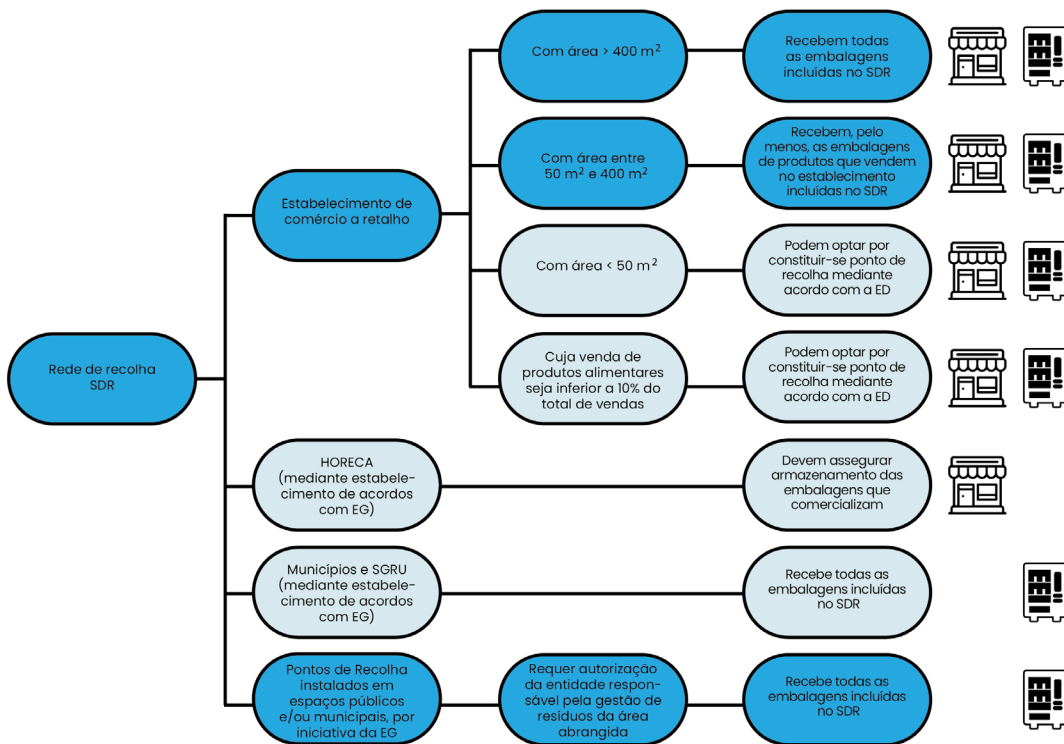 Rede de recolha
SDR
Estabelecimento de
comércio a retalho
Com área > 400 m²
Recebem todas
as embalagens
incluídas no SDR
Com área entre
50 m² e 400 m²
Recebem, pelo
menos, as embalagens
de produtos que vendem
no establecimento
incluídas no SDR
Com área < 50 m²
Podem optar por
constituir-se ponto de
recolha mediante
acordo com a ED
Cuja venda de
produtos alimentares
seja inferior a 10% do
total de vendas
Podem optar por
constituir-se ponto de
recolha mediante
acordo com a ED
HORECA
(mediante estabele-
cimento de acordos
com EG)
Devem assegurar
armazenamento das
embalagens que
comercializam
Municípios e SGRU
(mediante estabele-
cimento de acordos
com EG)
Recebe todas as
embalagens incluídas
no SDR
Pontos de Recolha
instalados em
espaços públicos
e/ou municipais, por
iniciativa da EG
Requer autorização
da entidade respon-
sável pela gestão de
resíduos da área
abrangida
Recebe todas as
embalagens incluídas
no SDR